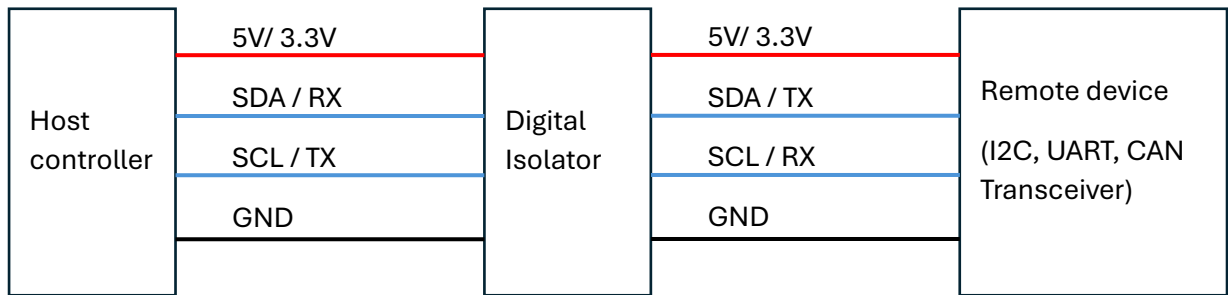 Host
controller
5V/ 3.3V
SDA / RX
SCL / TX
GND
Digital
Isolator
5V/ 3.3V
SDA / TX
SCL / RX
GND
Remote device
(I2C, UART, CAN
Transceiver)